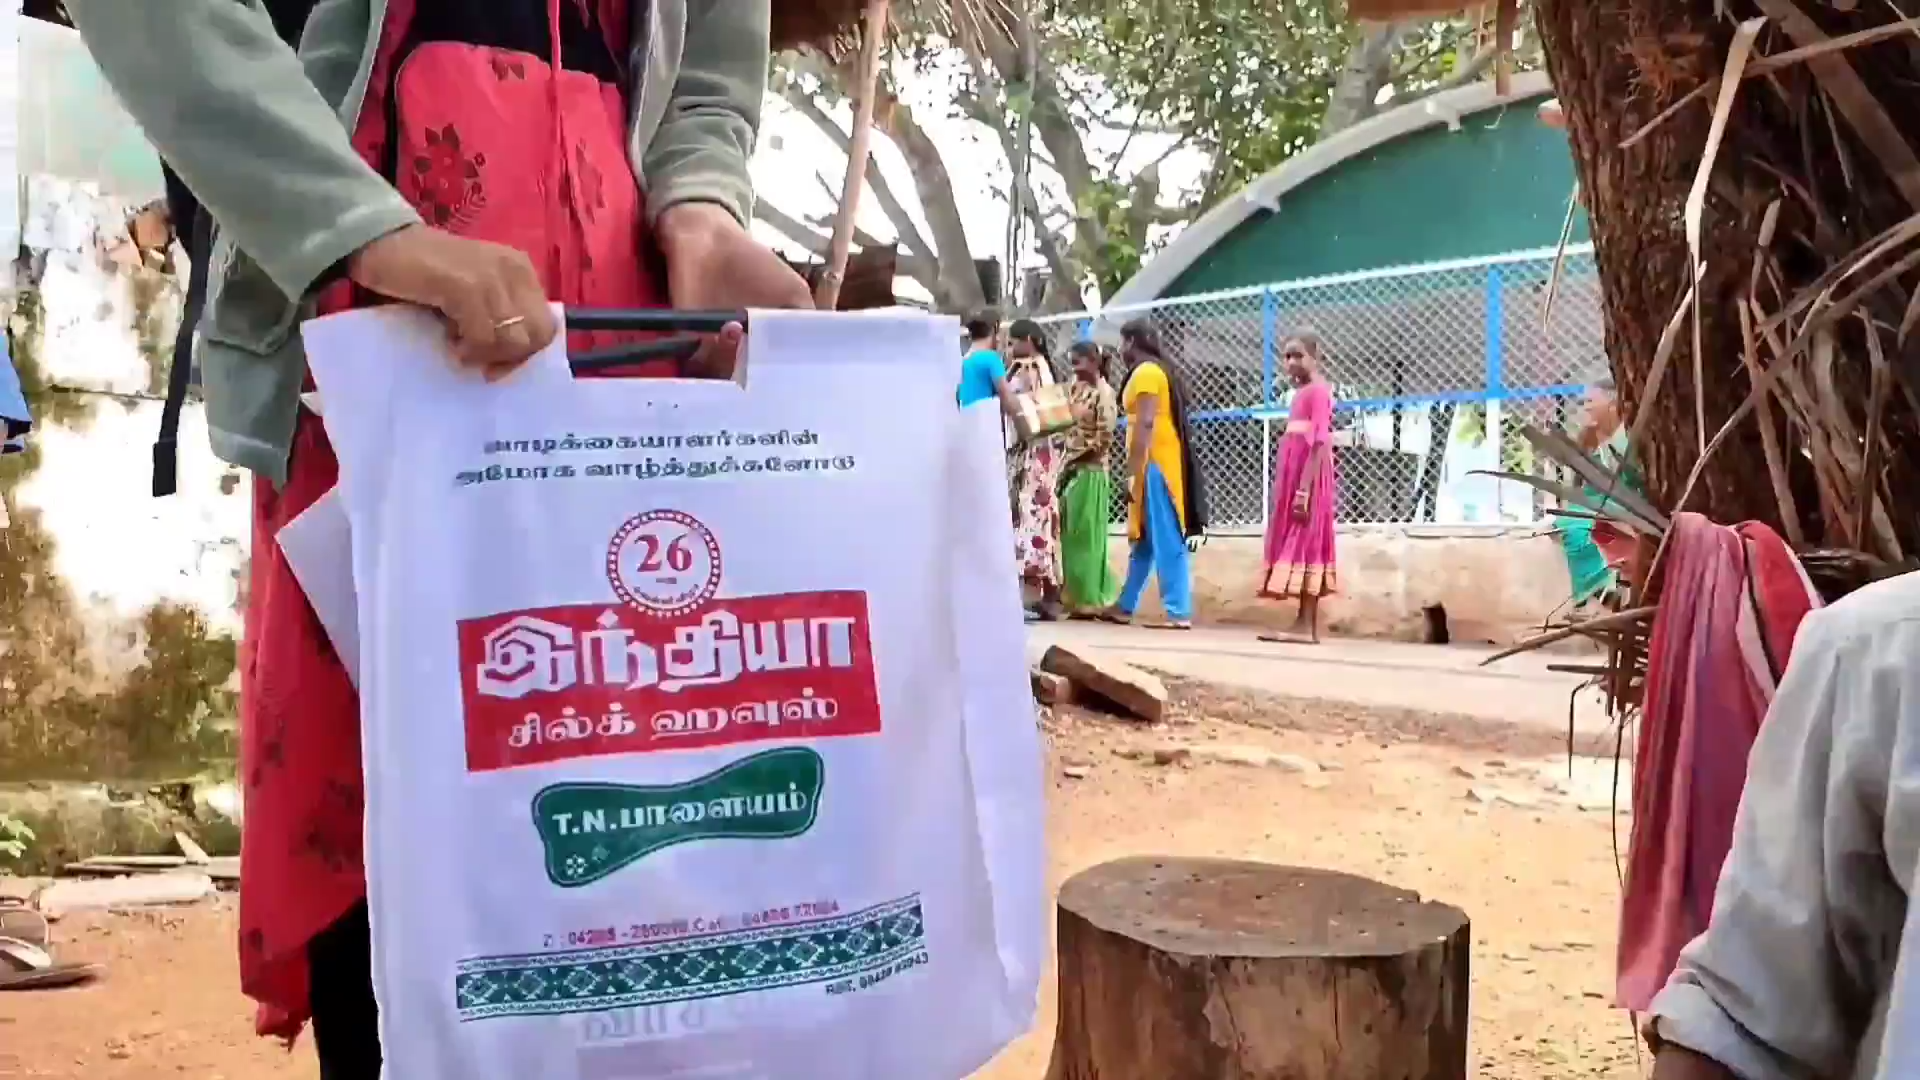 வாடிக்கையாளர்களின்
அமோக வாழ்த்துக்களோடு
26
இந்தியா
சில்க் ஹவுஸ்
T.N.பாளையம்